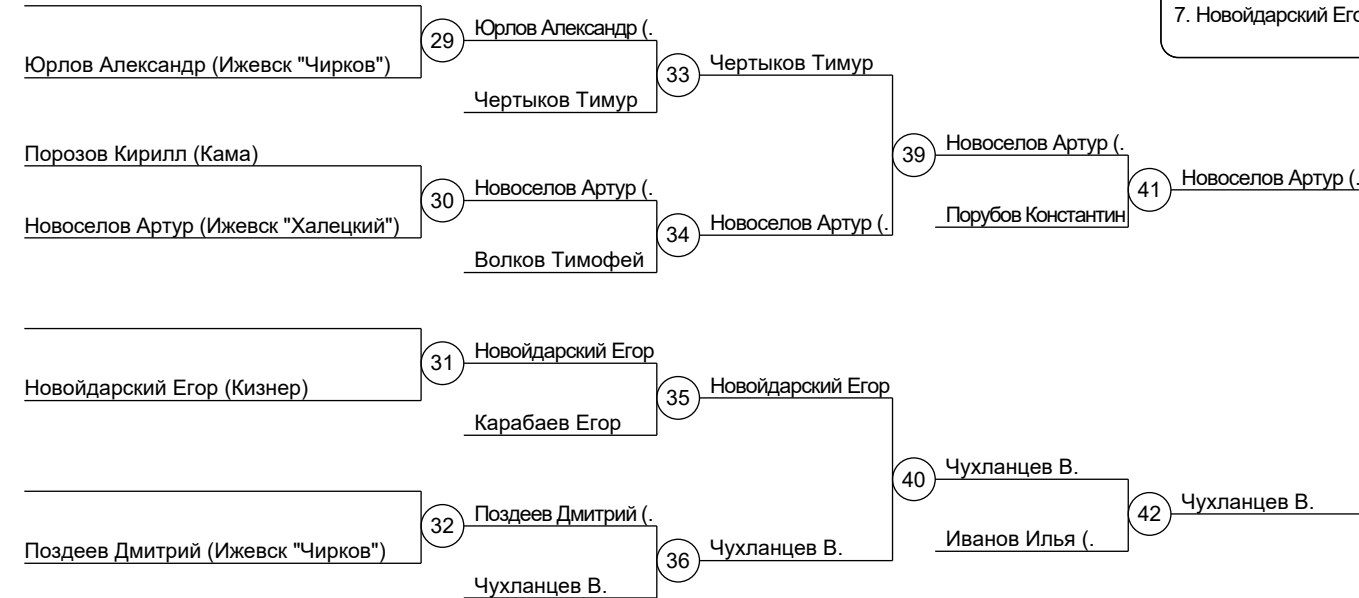 7. Новойдарский Его
29
Юрлов Александр (.
Юрлов Александр (Ижевск "Чирков")
33
Чертыков Тимур
Чертыков Тимур
Порозов Кирилл (Кама)
30
Новоселов Артур (.
Новоселов Артур (Ижевск "Халецкий")
34
Новоселов Артур (.
Волков Тимофей
39
Новоселов Артур (.
Порубов Константин
41
Новоселов Артур (.
31
Новойдарский Егор
Новойдарский Егор (Кизнер)
35
Новойдарский Егор
Карабаев Егор
32
Поздеев Дмитрий (.
Поздеев Дмитрий (Ижевск "Чирков")
36
Чухланцев В.
Чухланцев В.
40
Чухланцев В.
Иванов Илья (.
42
Чухланцев В.